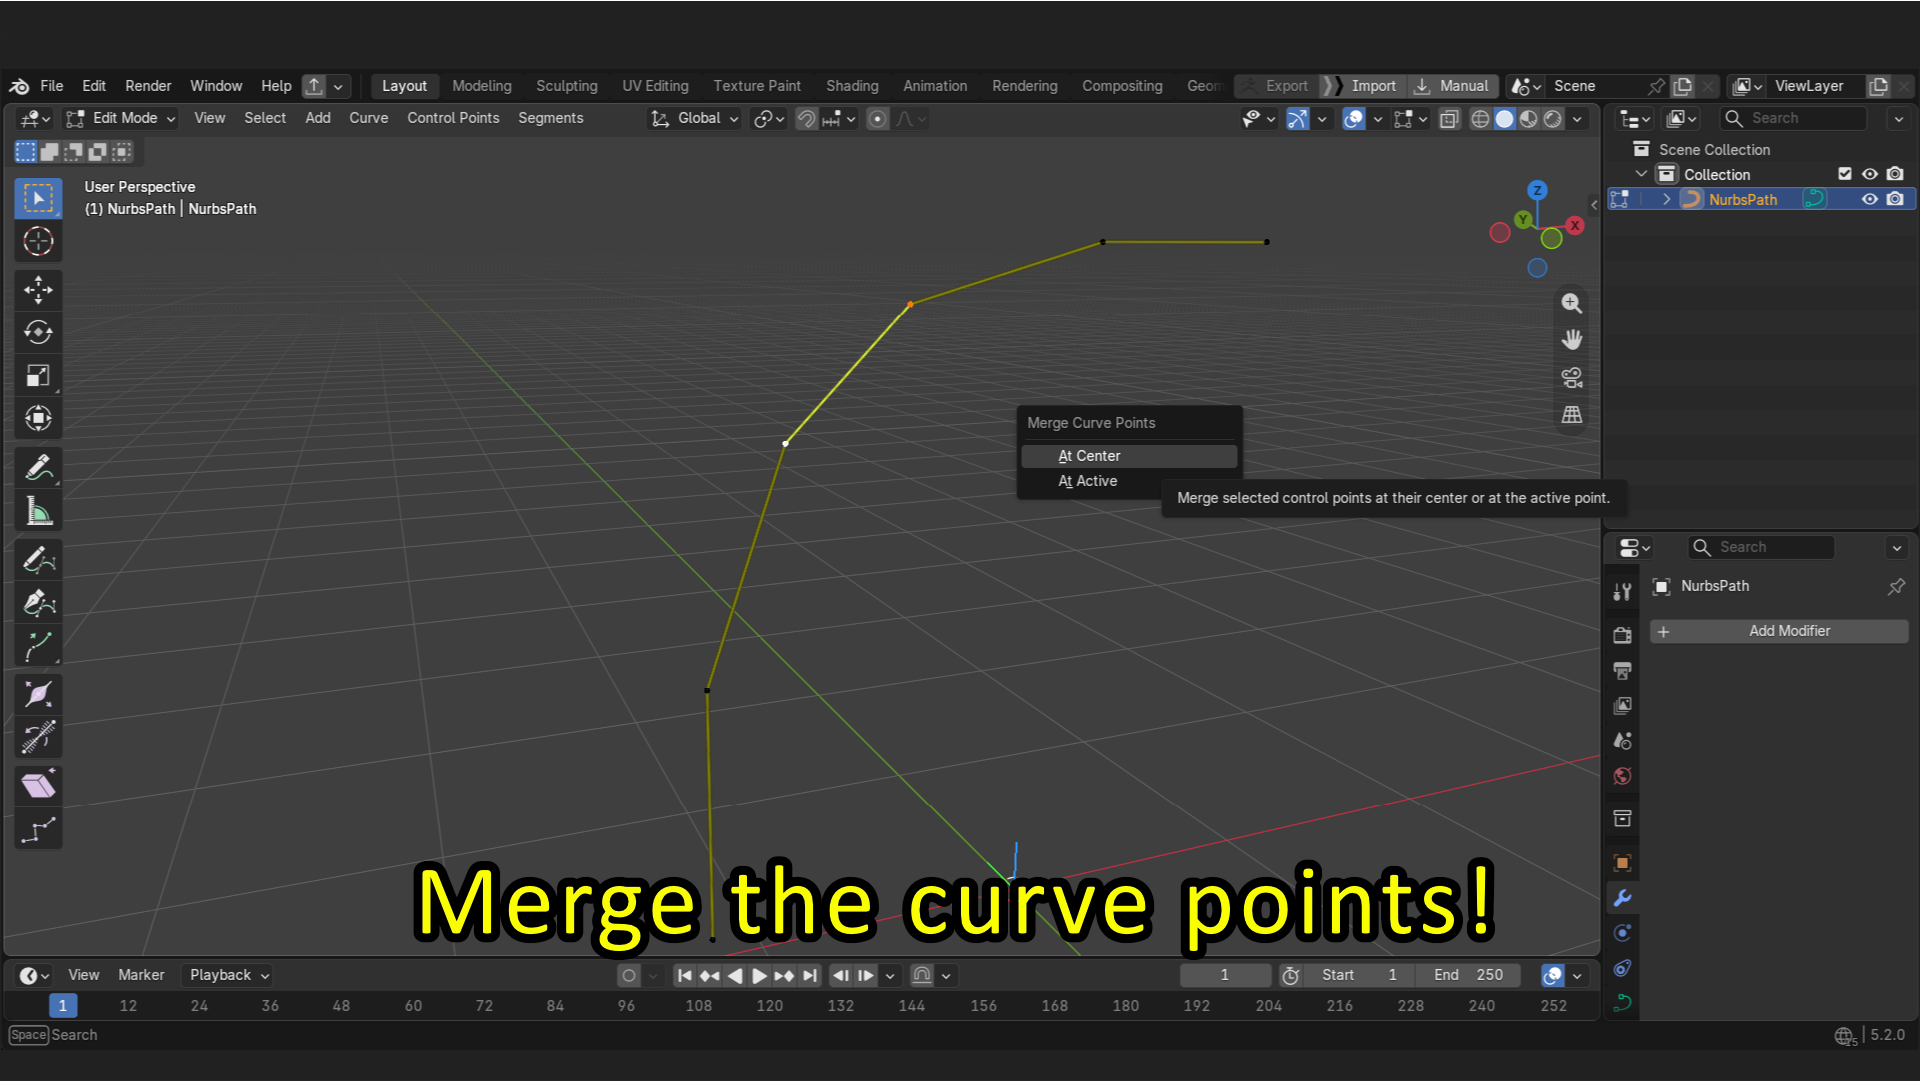 File Edit Render Window Help Layout Modeling Sculpting UV Editing Texture Paint Shading Animation Rendering Compositing Geom Export Import Manual Scene ViewLayer
Edit Mode View Select Add Curve Control Points Segments Global Search
User Perspective
(1) NurbsPath | NurbsPath
Z
Y
X
Scene Collection
Collection
NurbsPath
Merge Curve Points
At Center
At Active
Merge selected control points at their center or at the active point.
Search
NurbsPath
+ Add Modifier
Merge the curve points!
View Marker Playback 1 Start 1 End 250
1 12 24 36 48 60 72 84 96 108 120 132 144 156 168 180 192 204 216 228 240 252
Space Search 15 | 5.2.0